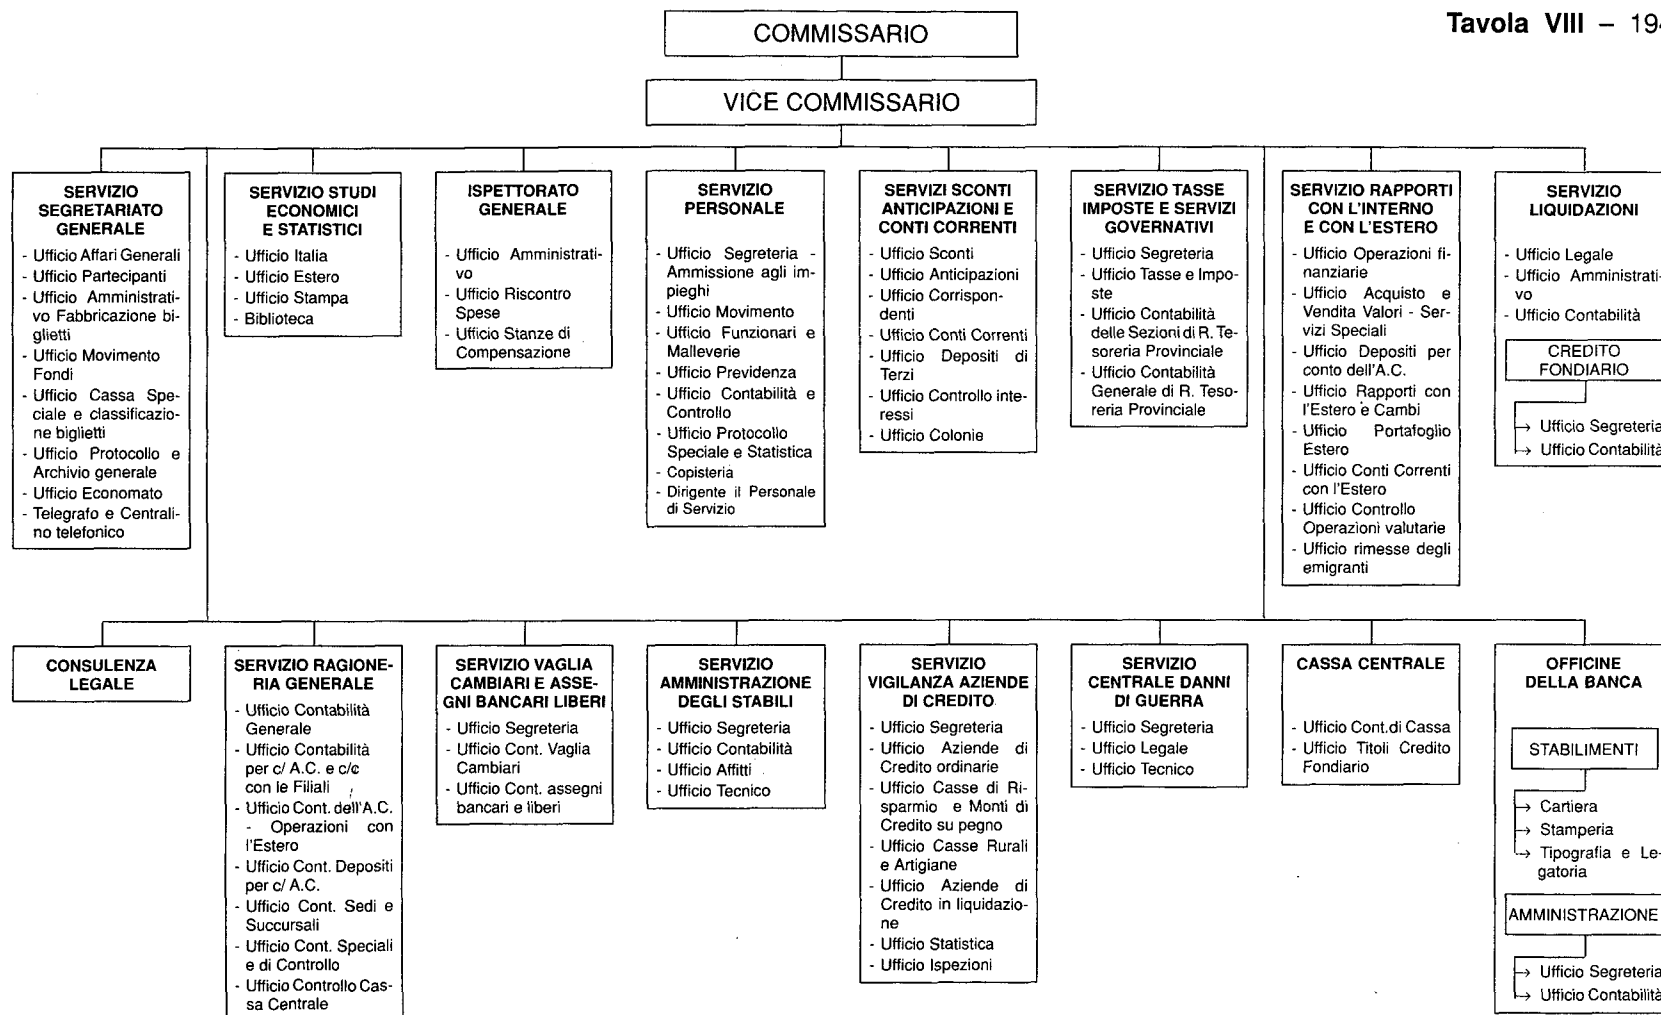 Tavola VIII – 194
COMMISSARIO
VICE COMMISSARIO
SERVIZIO
SEGRETARIATO
GENERALE
- Ufficio Affari Generali
- Ufficio Partecipanti
- Ufficio Amministrati-
vo Fabbricazione bi-
glietti
- Ufficio Movimento
Fondi
- Ufficio Cassa Spe-
ciale e classificazio-
ne biglietti
- Ufficio Protocollo e
Archivio generale
- Ufficio Economato
- Telegrafo e Centrali-
no telefonico
SERVIZIO STUDI
ECONOMICI
E STATISTICI
- Ufficio Italia
- Ufficio Estero
- Ufficio Stampa
- Biblioteca
ISPETTORATO
GENERALE
- Ufficio Amministrati-
vo
- Ufficio Riscontro
Spese
- Ufficio Stanze di
Compensazione
SERVIZIO
PERSONALE
- Ufficio Segreteria -
Ammissione agli im-
pieghi
- Ufficio Movimento
- Ufficio Funzionari e
Malleverie
- Ufficio Previdenza
- Ufficio Contabilità e
Controllo
- Ufficio Protocollo
Speciale e Statistica
- Copisteria
- Dirigente il Personale
di Servizio
SERVIZI SCONTI
ANTICIPAZIONI E
CONTI CORRENTI
- Ufficio Sconti
- Ufficio Anticipazioni
- Ufficio Corrispon-
denti
- Ufficio Conti Correnti
- Ufficio Depositi di
Terzi
- Ufficio Controllo inte-
ressi
- Ufficio Colonie
SERVIZIO TASSE
IMPOSTE E SERVIZI
GOVERNATIVI
- Ufficio Segreteria
- Ufficio Tasse e Impo-
ste
- Ufficio Contabilità
delle Sezioni di R. Te-
soreria Provinciale
- Ufficio Contabilità
Generale di R. Teso-
reria Provinciale
SERVIZIO RAPPORTI
CON L'INTERNO
E CON L'ESTERO
- Ufficio Operazioni fi-
nanziarie
- Ufficio Acquisto e
Vendita Valori - Ser-
vizi Speciali
- Ufficio Depositi per
conto dell'A.C.
- Ufficio Rapporti con
l'Estero e Cambi
- Ufficio Portafoglio
Estero
- Ufficio Conti Correnti
con l'Estero
- Ufficio Controllo
Operazioni valutarie
- Ufficio rimesse degli
emigranti
SERVIZIO
LIQUIDAZIONI
- Ufficio Legale
- Ufficio Amministrati-
vo
- Ufficio Contabilità
CREDITO
FONDIARIO
→ Ufficio Segreteria
→ Ufficio Contabilità
CONSULENZA
LEGALE
SERVIZIO RAGIONE-
RIA GENERALE
- Ufficio Contabilità
Generale
- Ufficio Contabilità
per c/ A.C. e c/c
con le Filiali
- Ufficio Cont. dell'A.C.
- Operazioni con
l'Estero
- Ufficio Cont. Depositi
per c/ A.C.
- Ufficio Cont. Sedi e
Succursali
- Ufficio Cont. Speciali
e di Controllo
- Ufficio Controllo Cas-
sa Centrale
SERVIZIO VAGLIA
CAMBIARI E ASSE-
GNI BANCARI LIBERI
- Ufficio Segreteria
- Ufficio Cont. Vaglia
Cambiari
- Ufficio Cont. assegni
bancari e liberi
SERVIZIO
AMMINISTRAZIONE
DEGLI STABILI
- Ufficio Segreteria
- Ufficio Contabilità
- Ufficio Affitti
- Ufficio Tecnico
SERVIZIO
VIGILANZA AZIENDE
DI CREDITO
- Ufficio Segreteria
- Ufficio Aziende di
Credito ordinarie
- Ufficio Casse di Ri-
sparmio e Monti di
Credito su pegno
- Ufficio Casse Rurali
e Artigiane
- Ufficio Aziende di
Credito in liquidazio-
ne
- Ufficio Statistica
- Ufficio Ispezioni
SERVIZIO
CENTRALE DANNI
DI GUERRA
- Ufficio Segreteria
- Ufficio Legale
- Ufficio Tecnico
CASSA CENTRALE
- Ufficio Cont.di Cassa
- Ufficio Titoli Credito
Fondiario
OFFICINE
DELLA BANCA
STABILIMENTI
→ Cartiera
→ Stamperia
→ Tipografia e Le-
gatoria
AMMINISTRAZIONE
→ Ufficio Segreteria
→ Ufficio Contabilità